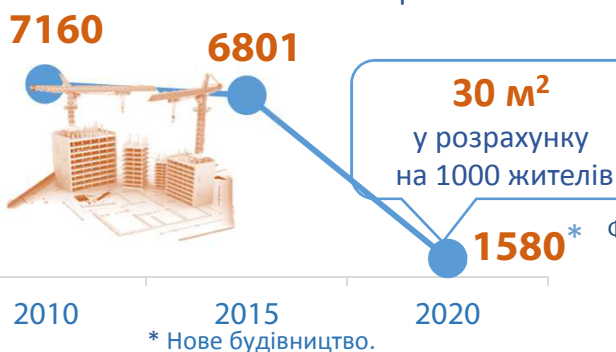 7160
6801
30 м²
у розрахунку
на 1000 жителів
1580*
2010
2015
2020
* Нове будівництво.